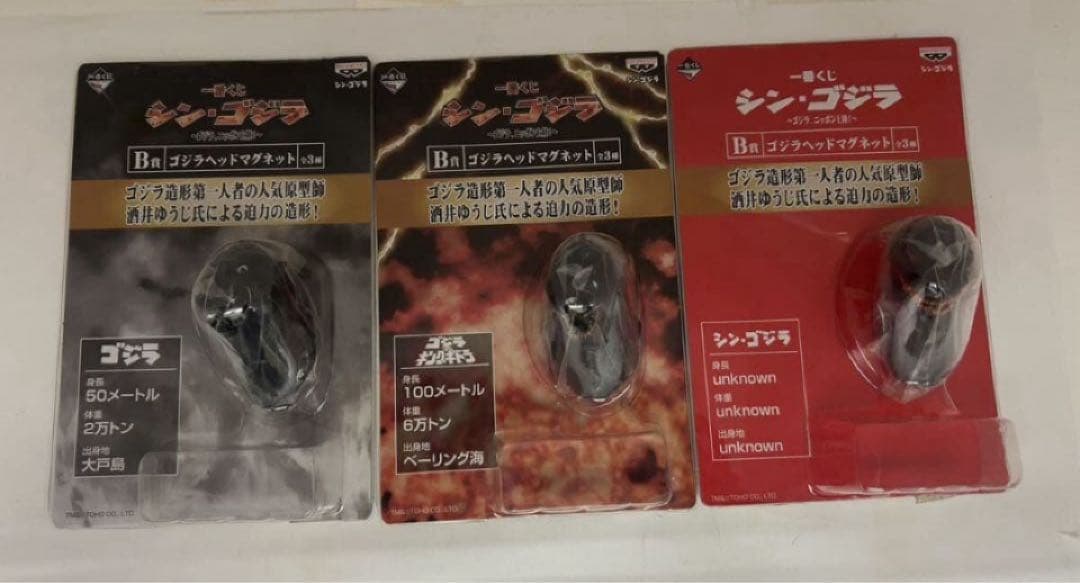 一番くじ
シン・ゴジラ
B賞 ゴジラヘッドマグネット 全3種
ゴジラ造形第一人者の人気原型師
酒井ゆうじ氏による迫力の造形!
ゴジラ
身長
50メートル
体重
2万トン
出身地
大戸島
TM&©TOHO CO., LTD.
シン・ゴジラ
一番くじ
シン・ゴジラ
B賞 ゴジラヘッドマグネット 全3種
ゴジラ造形第一人者の人気原型師
酒井ゆうじ氏による迫力の造形!
ゴジラ
身長
100メートル
体重
6万トン
出身地
ベーリング海
TM&©TOHO CO., LTD.
シン・ゴジラ
一番くじ
シン・ゴジラ
~ゴジラ、ニッポン上陸!~
B賞 ゴジラヘッドマグネット 全3種
ゴジラ造形第一人者の人気原型師
酒井ゆうじ氏による迫力の造形!
シン・ゴジラ
身長
unknown
体重
unknown
出身地
unknown
TM&©TOHO CO., LTD.
シン・ゴジラ